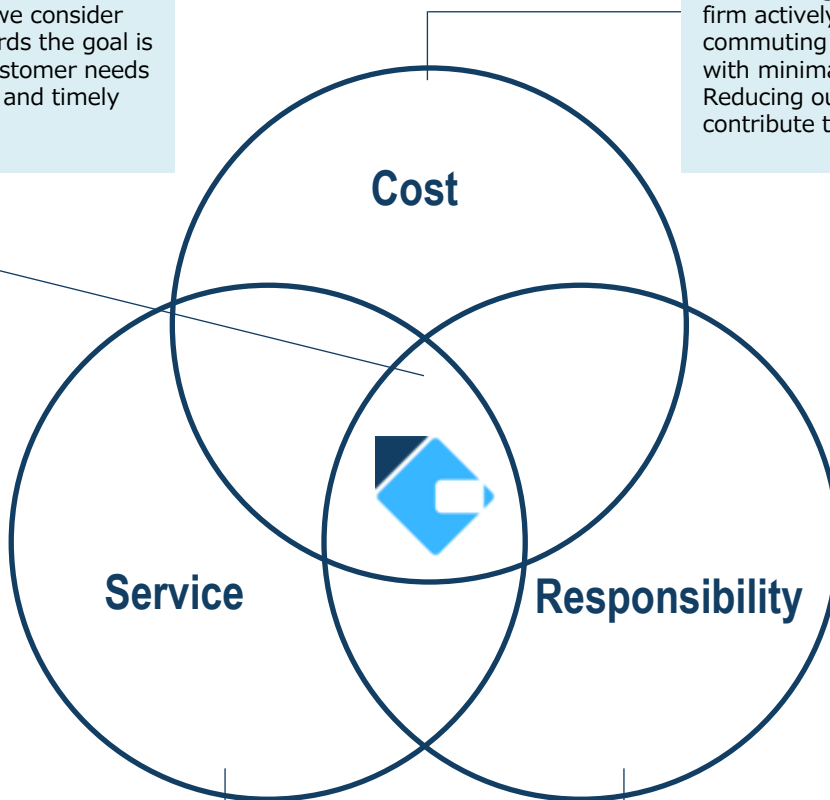 we consider
rds the goal is
stomer needs
and timely
firm actively
commuting
with minima
Reducing ou
contribute t
Cost
Service
Responsibility